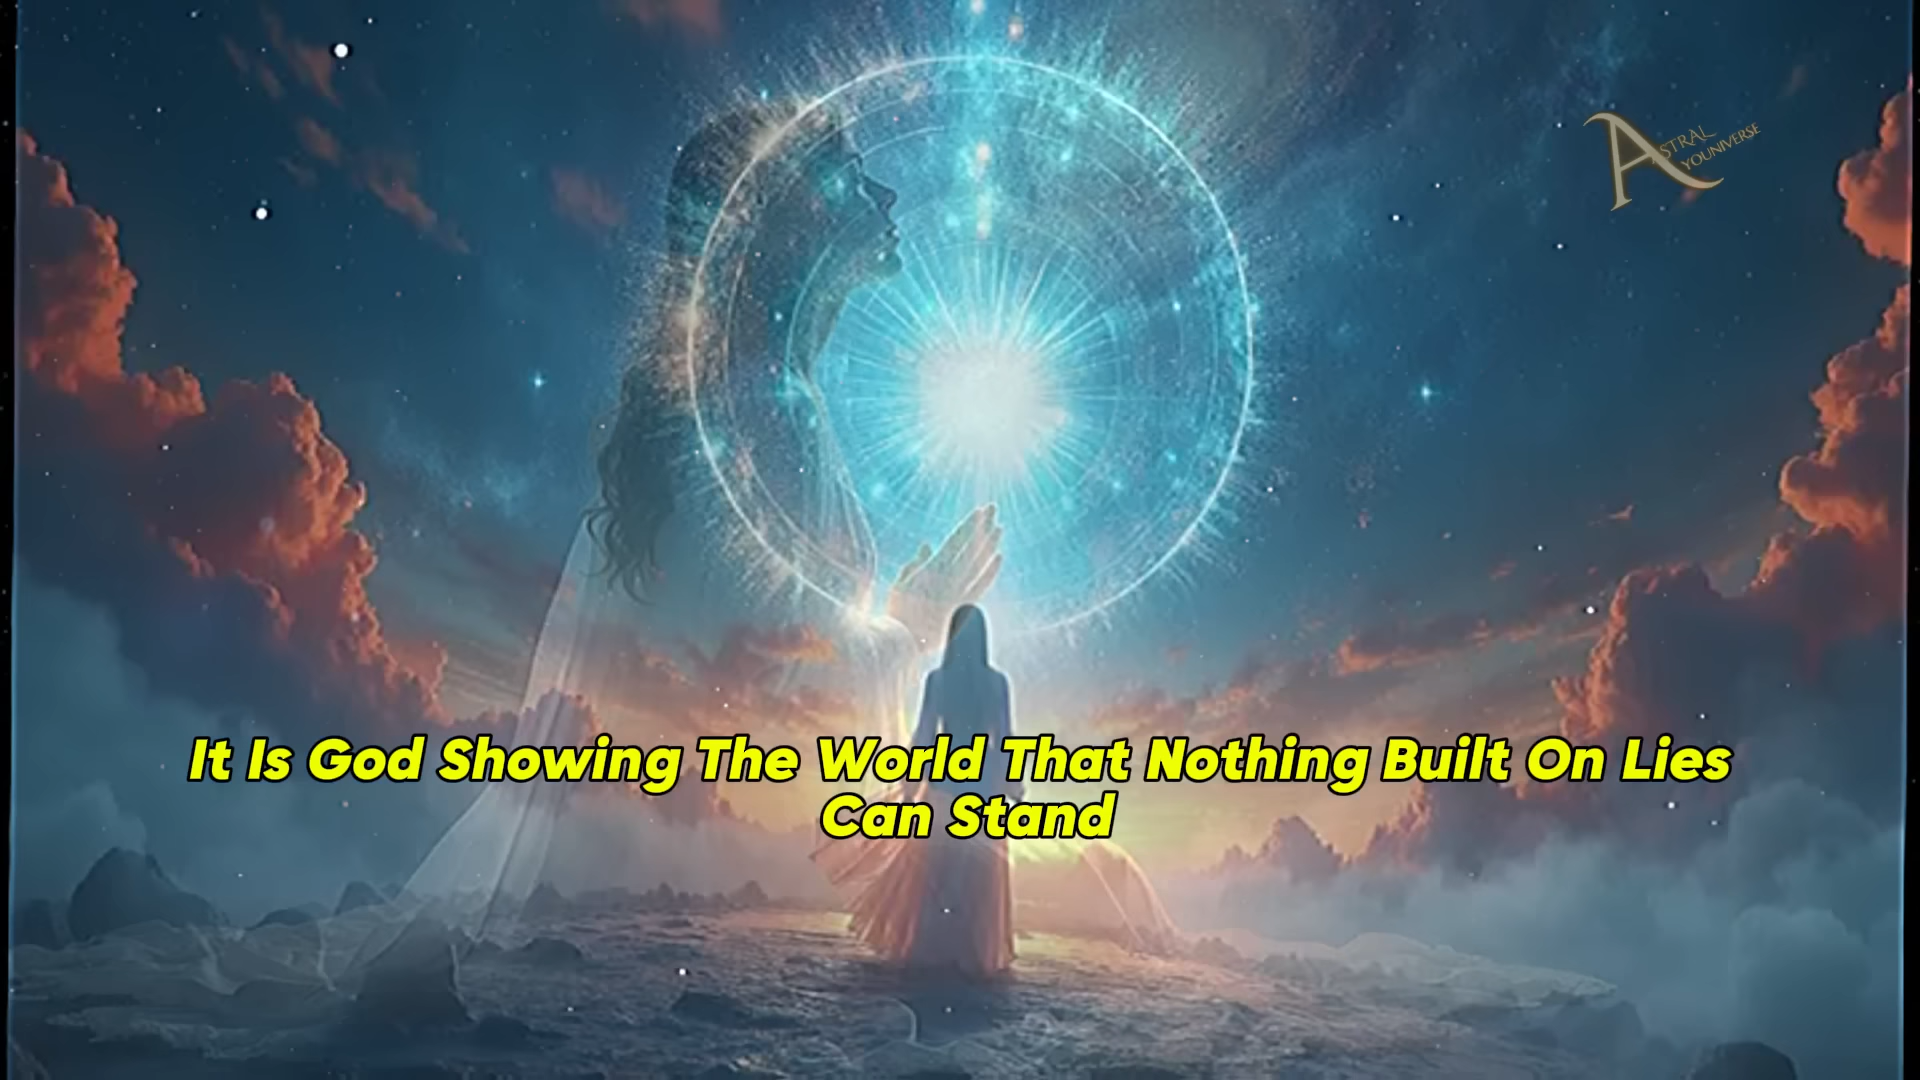 ASTRAL
YOUNIVERSE
It Is God Showing The World That Nothing Built On Lies
Can Stand